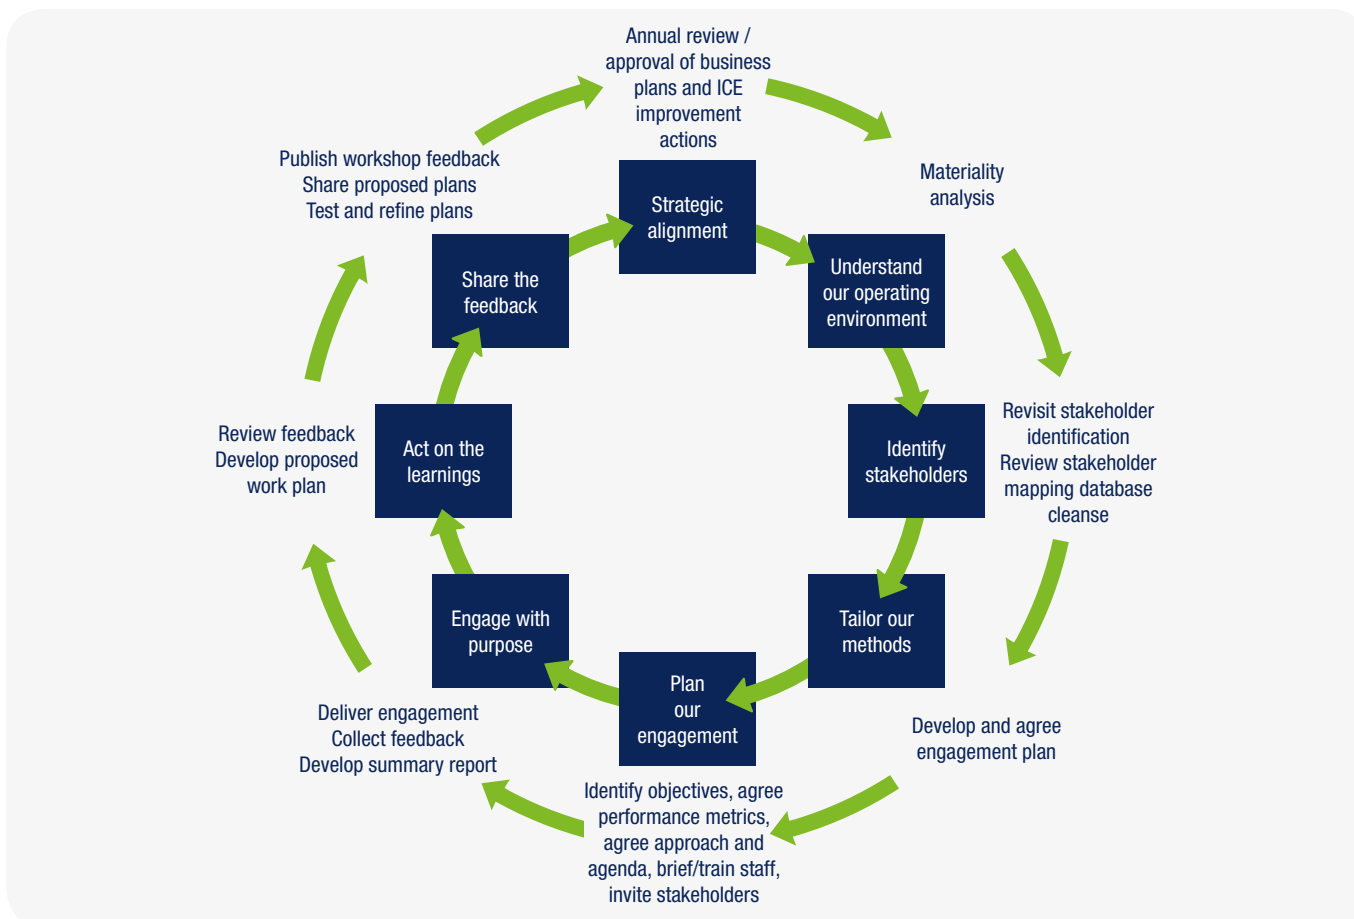 Annual review /
approval of business
plans and ICE
improvement
actions
Strategic
alignment
Materiality
analysis
Understand
our operating
environment
Revisit stakeholder
identification
Review stakeholder
mapping database
cleanse
Identify
stakeholders
Develop and agree
engagement plan
Tailor our
methods
Identify objectives, agree
performance metrics,
agree approach and
agenda, brief/train staff,
invite stakeholders
Plan
our
engagement
Deliver engagement
Collect feedback
Develop summary report
Engage with
purpose
Review feedback
Develop proposed
work plan
Act on the
learnings
Publish workshop feedback
Share proposed plans
Test and refine plans
Share the
feedback